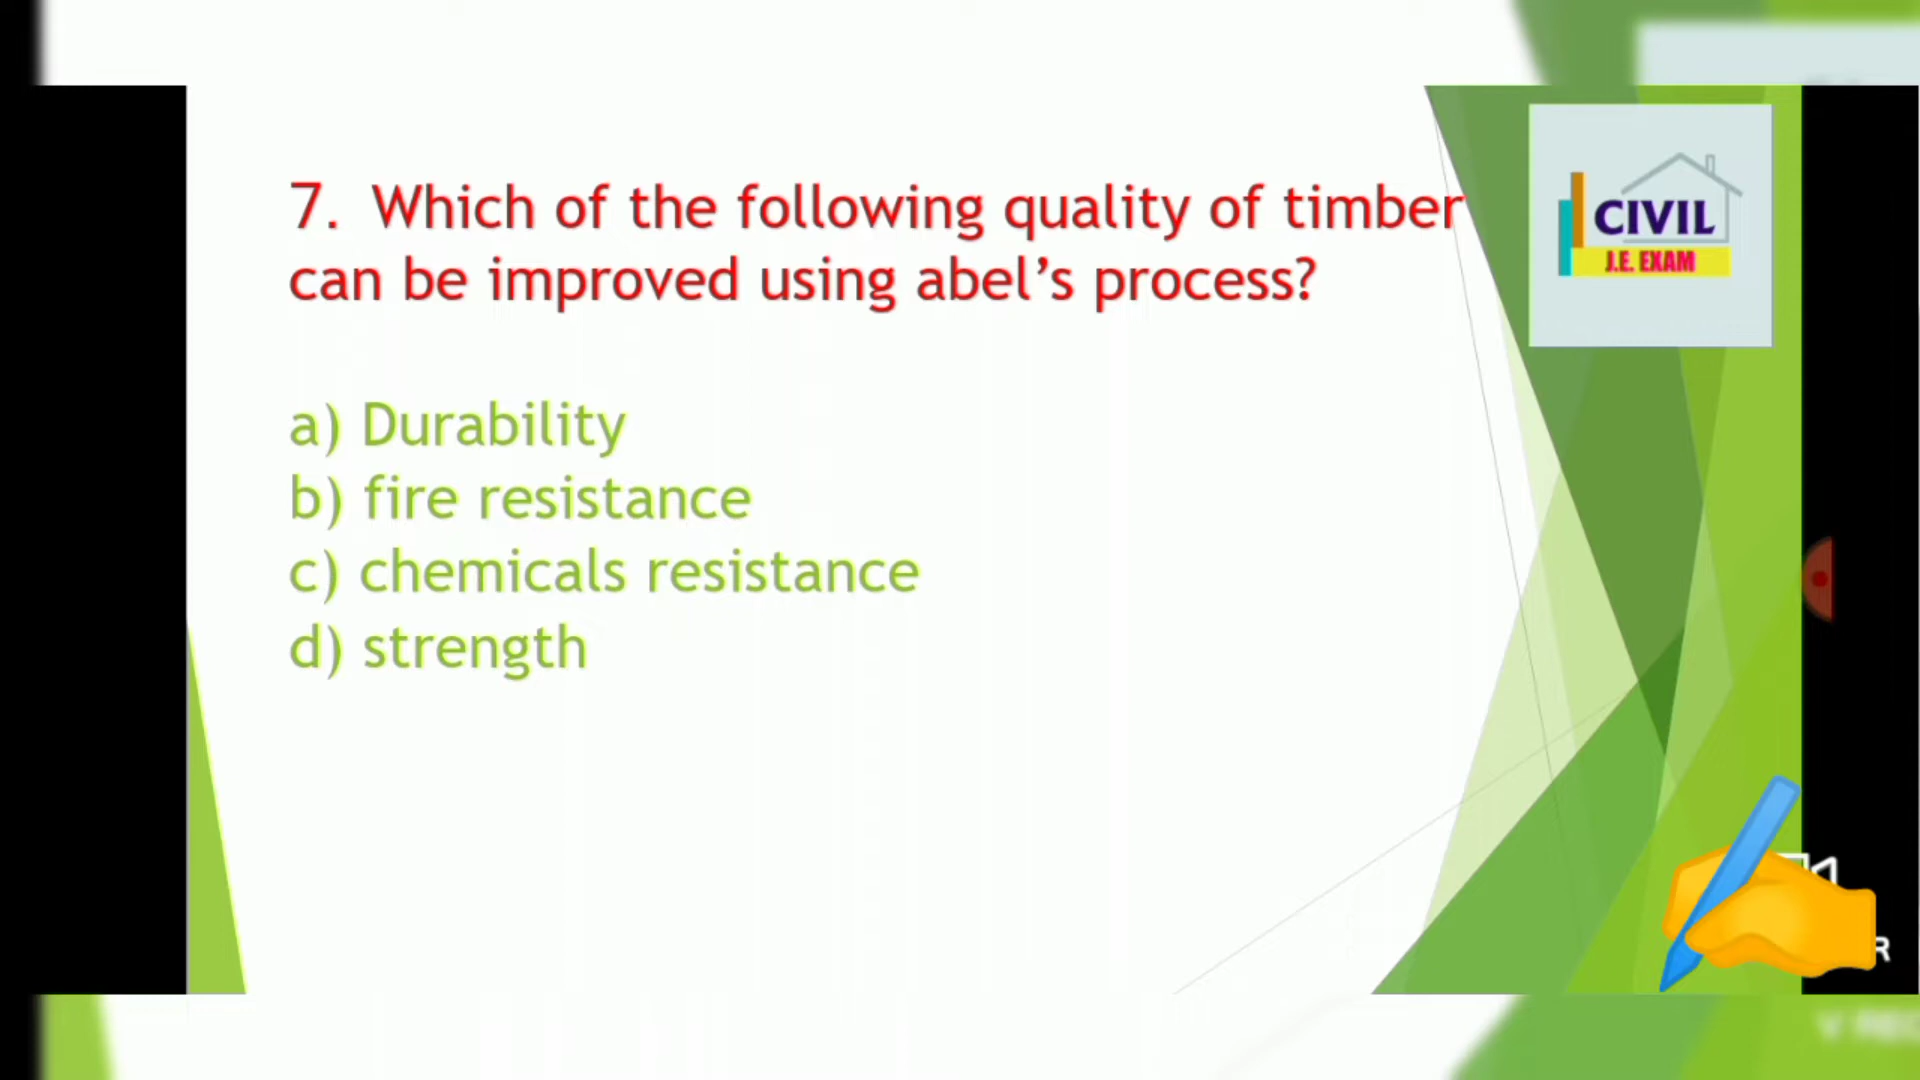 7. Which of the following quality of timber
can be improved using abel’s process?
a) Durability
b) fire resistance
c) chemicals resistance
d) strength
CIVIL
J.E. EXAM
R
V REC